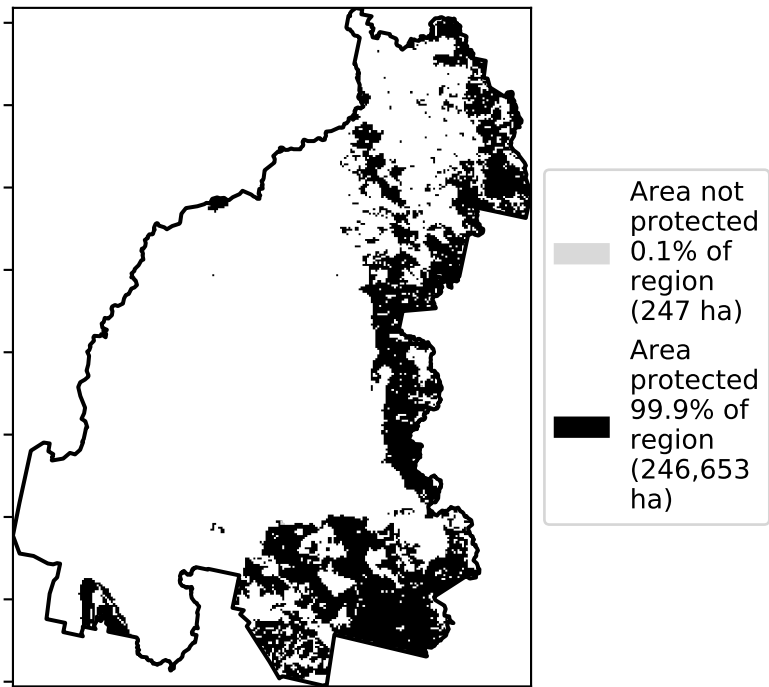 Area not
protected
0.1% of
region
(247 ha)
Area
protected
99.9% of
region
(246,653
ha)